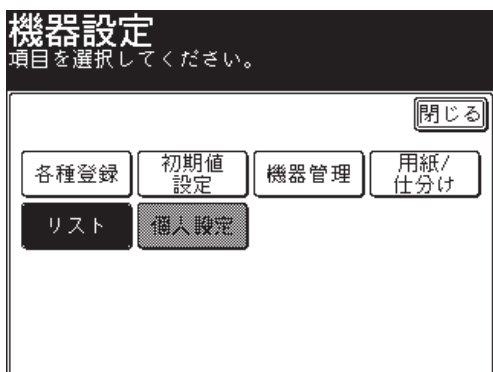 機器設定
項目を選択してください。
閉じる
各種登録
初期値
設定
機器管理
用紙/
仕分け
リスト
個人設定